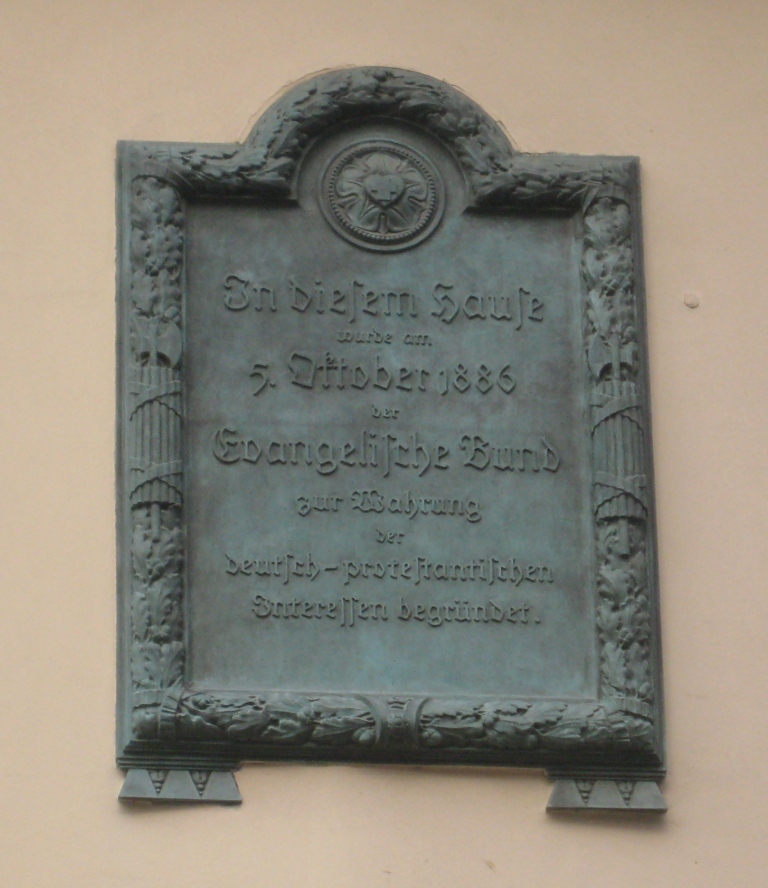 In dieſem Hauſe
wurde am
5. Oktober 1886
der
Evangeliſche Bund
zur Wahrung
der
deutſch-proteſtantiſchen
Intereſſen begründet.